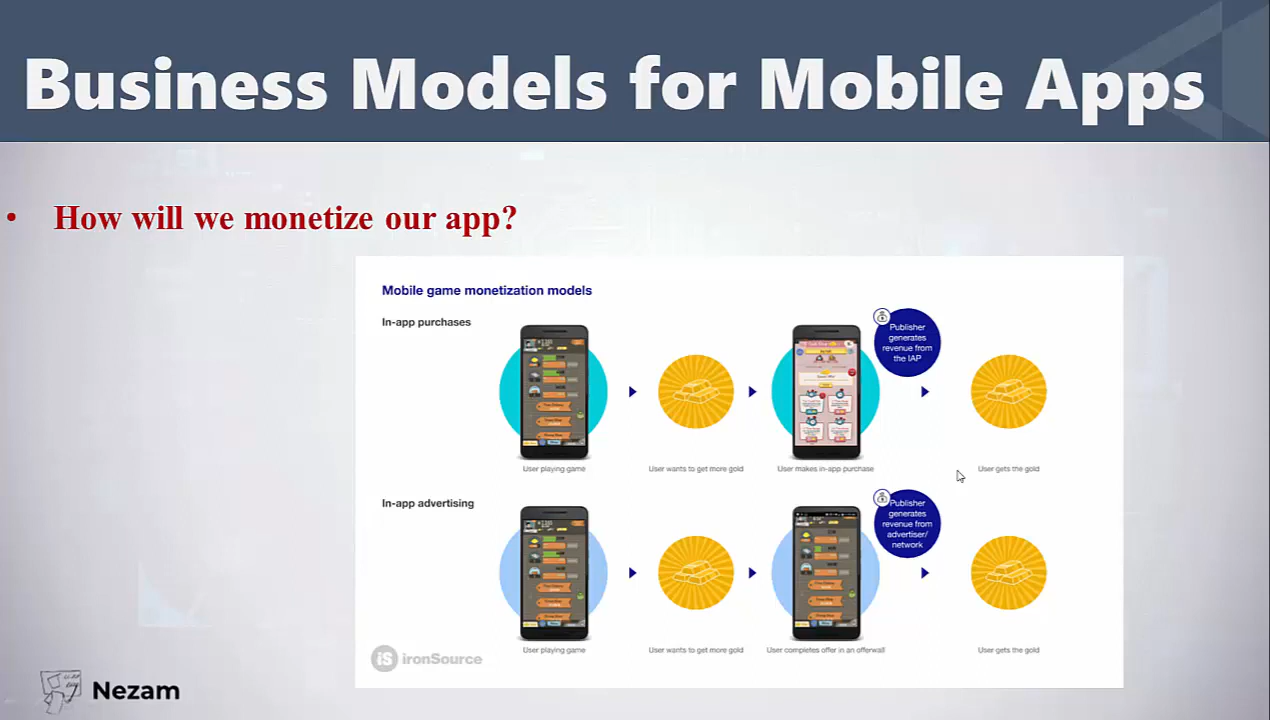 Business Models for Mobile Apps
• How will we monetize our app?
Mobile game monetization models
In-app purchases
Publisher
generates
revenue from
the IAP
User playing game
User wants to get more gold
User makes in-app purchase
User gets the gold
In-app advertising
Publisher
generates
revenue from
advertiser/
network
User playing game
User wants to get more gold
User completes offer in an offerwall
User gets the gold
iS ironSource
Nezam